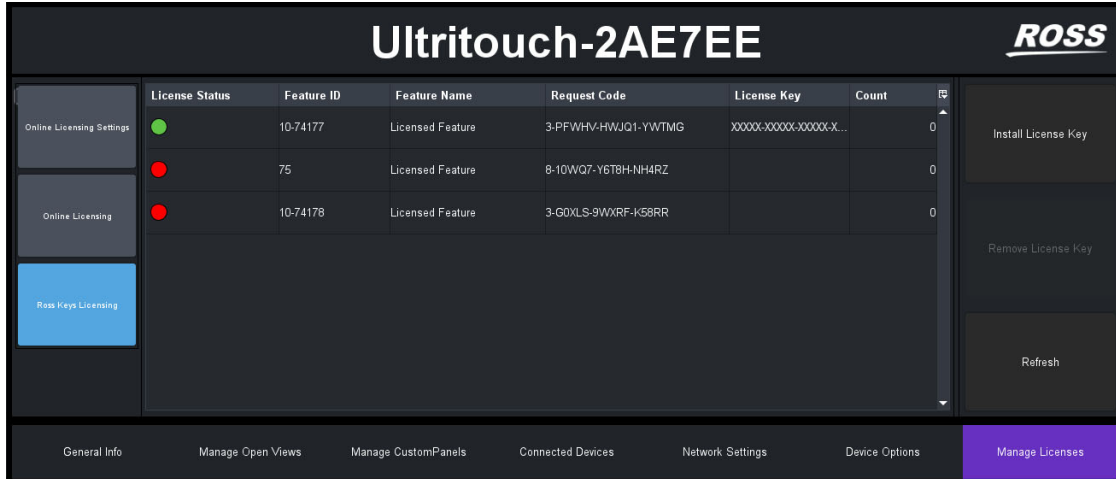 Ultritouch-2AE7EE
ROSS
Online Licensing Settings
Online Licensing
Ross Keys Licensing
License Status Feature ID Feature Name Request Code License Key Count
10-74177 Licensed Feature 3-PFWHV-HWJQ1-YWTMG XXXXX-XXXXX-XXXXX-X... 0
75 Licensed Feature 8-10WQ7-Y6T8H-NH4RZ 0
10-74178 Licensed Feature 3-G0XLS-9WXRF-K58RR 0
Install License Key
Remove License Key
Refresh
General Info Manage Open Views Manage CustomPanels Connected Devices Network Settings Device Options Manage Licenses